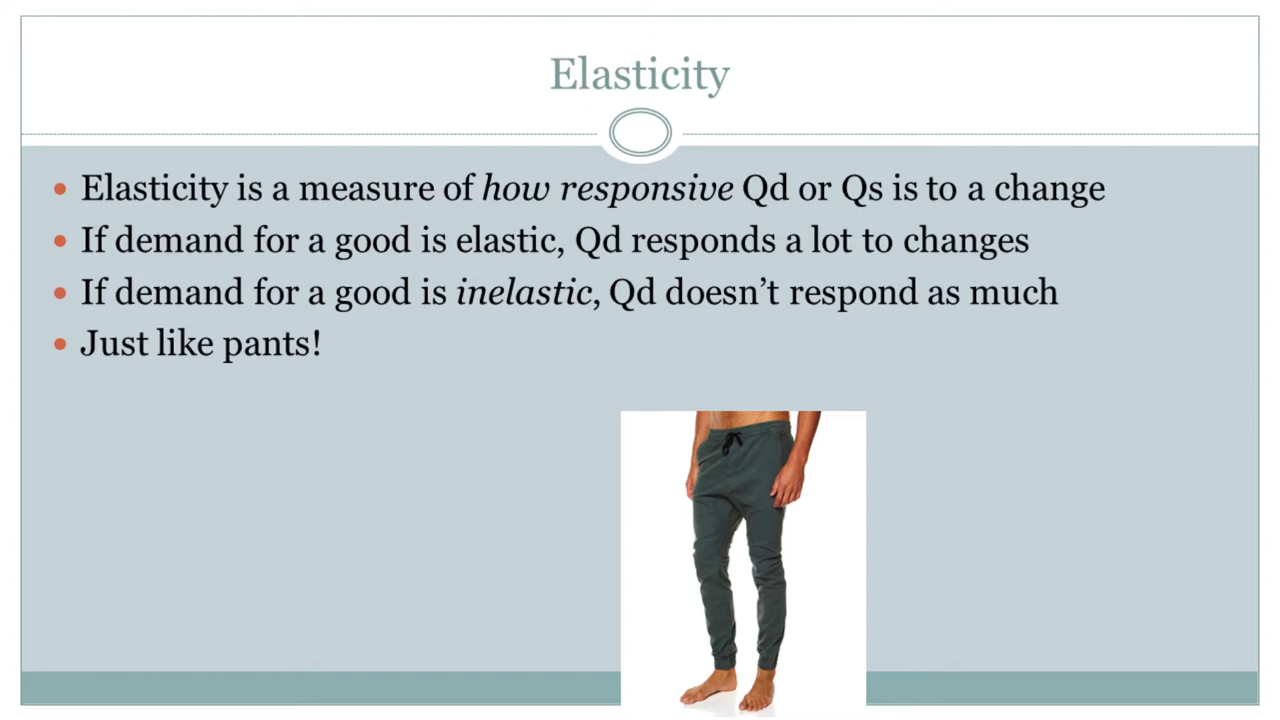 Elasticity
• Elasticity is a measure of how responsive Qd or Qs is to a change
• If demand for a good is elastic, Qd responds a lot to changes
• If demand for a good is inelastic, Qd doesn’t respond as much
• Just like pants!